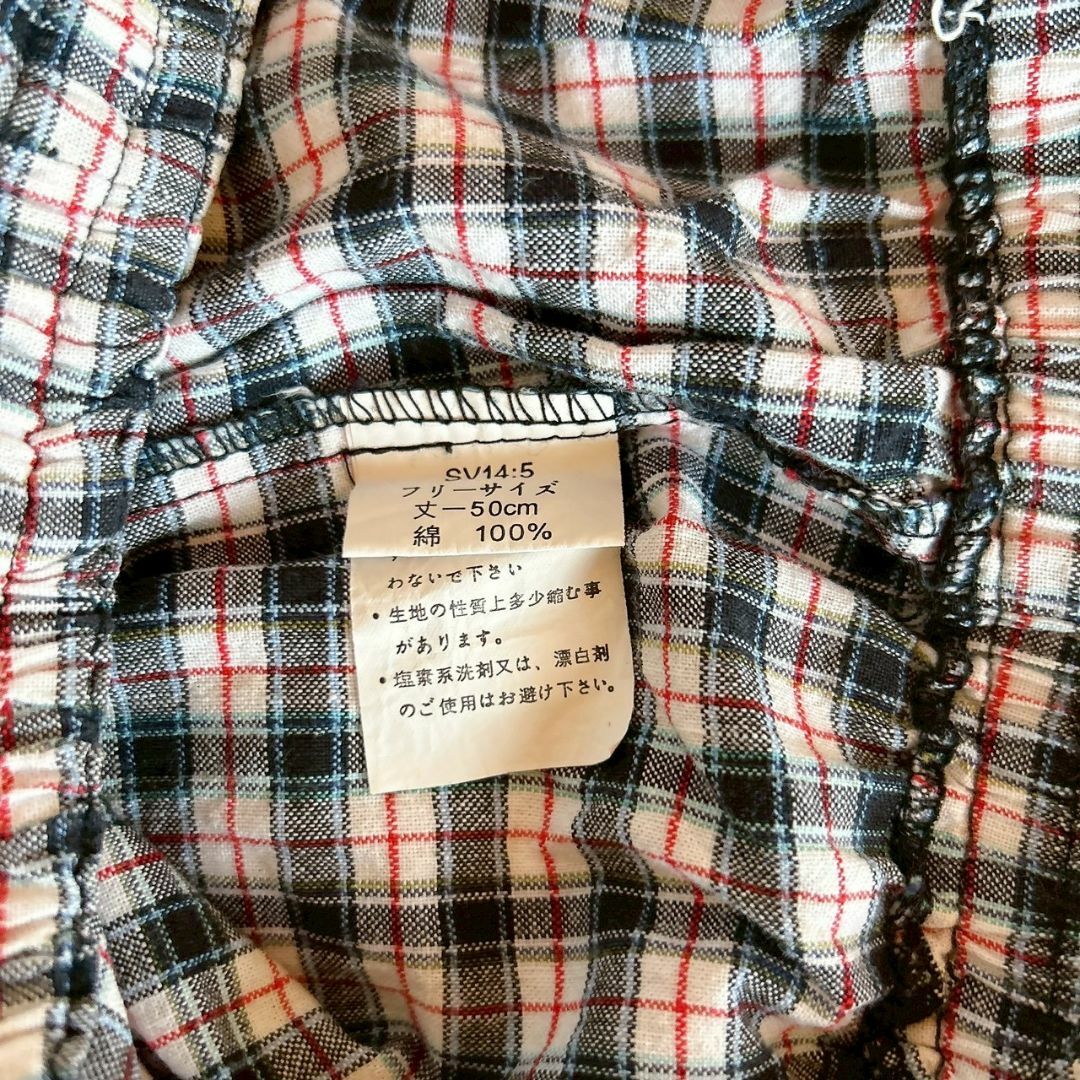 SV14:5
フリーサイズ
丈ー50cm
綿 100%
わないで下さい
・生地の性質上多少縮む事
があります。
・塩素系洗剤又は、漂白剤
のご使用はお避け下さい。